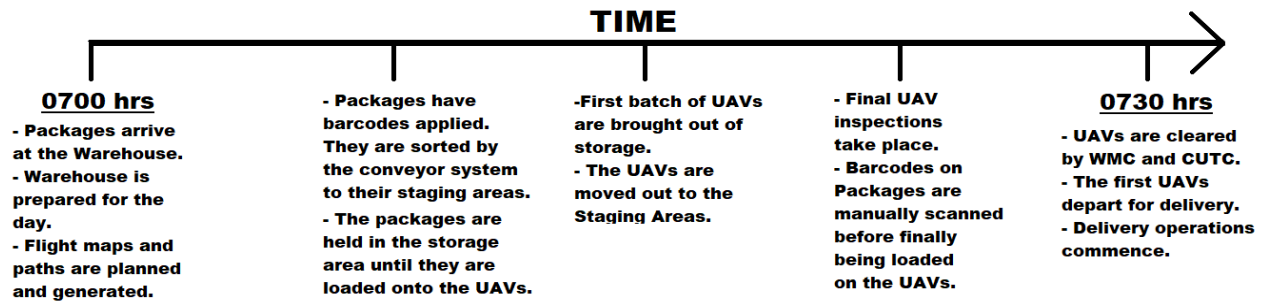 TIME
0700 hrs
- Packages arrive
at the Warehouse.
- Warehouse is
prepared for the
day.
- Flight maps and
paths are planned
and generated.
- Packages have
barcodes applied.
They are sorted by
the conveyor system
to their staging areas.
- The packages are
held in the storage
area until they are
loaded onto the UAVs.
-First batch of UAVs
are brought out of
storage.
- The UAVs are
moved out to the
Staging Areas.
- Final UAV
inspections
take place.
- Barcodes on
Packages are
manually scanned
before finally
being loaded
on the UAVs.
0730 hrs
- UAVs are cleared
by WMC and CUTC.
- The first UAVs
depart for delivery.
- Delivery operations
commence.